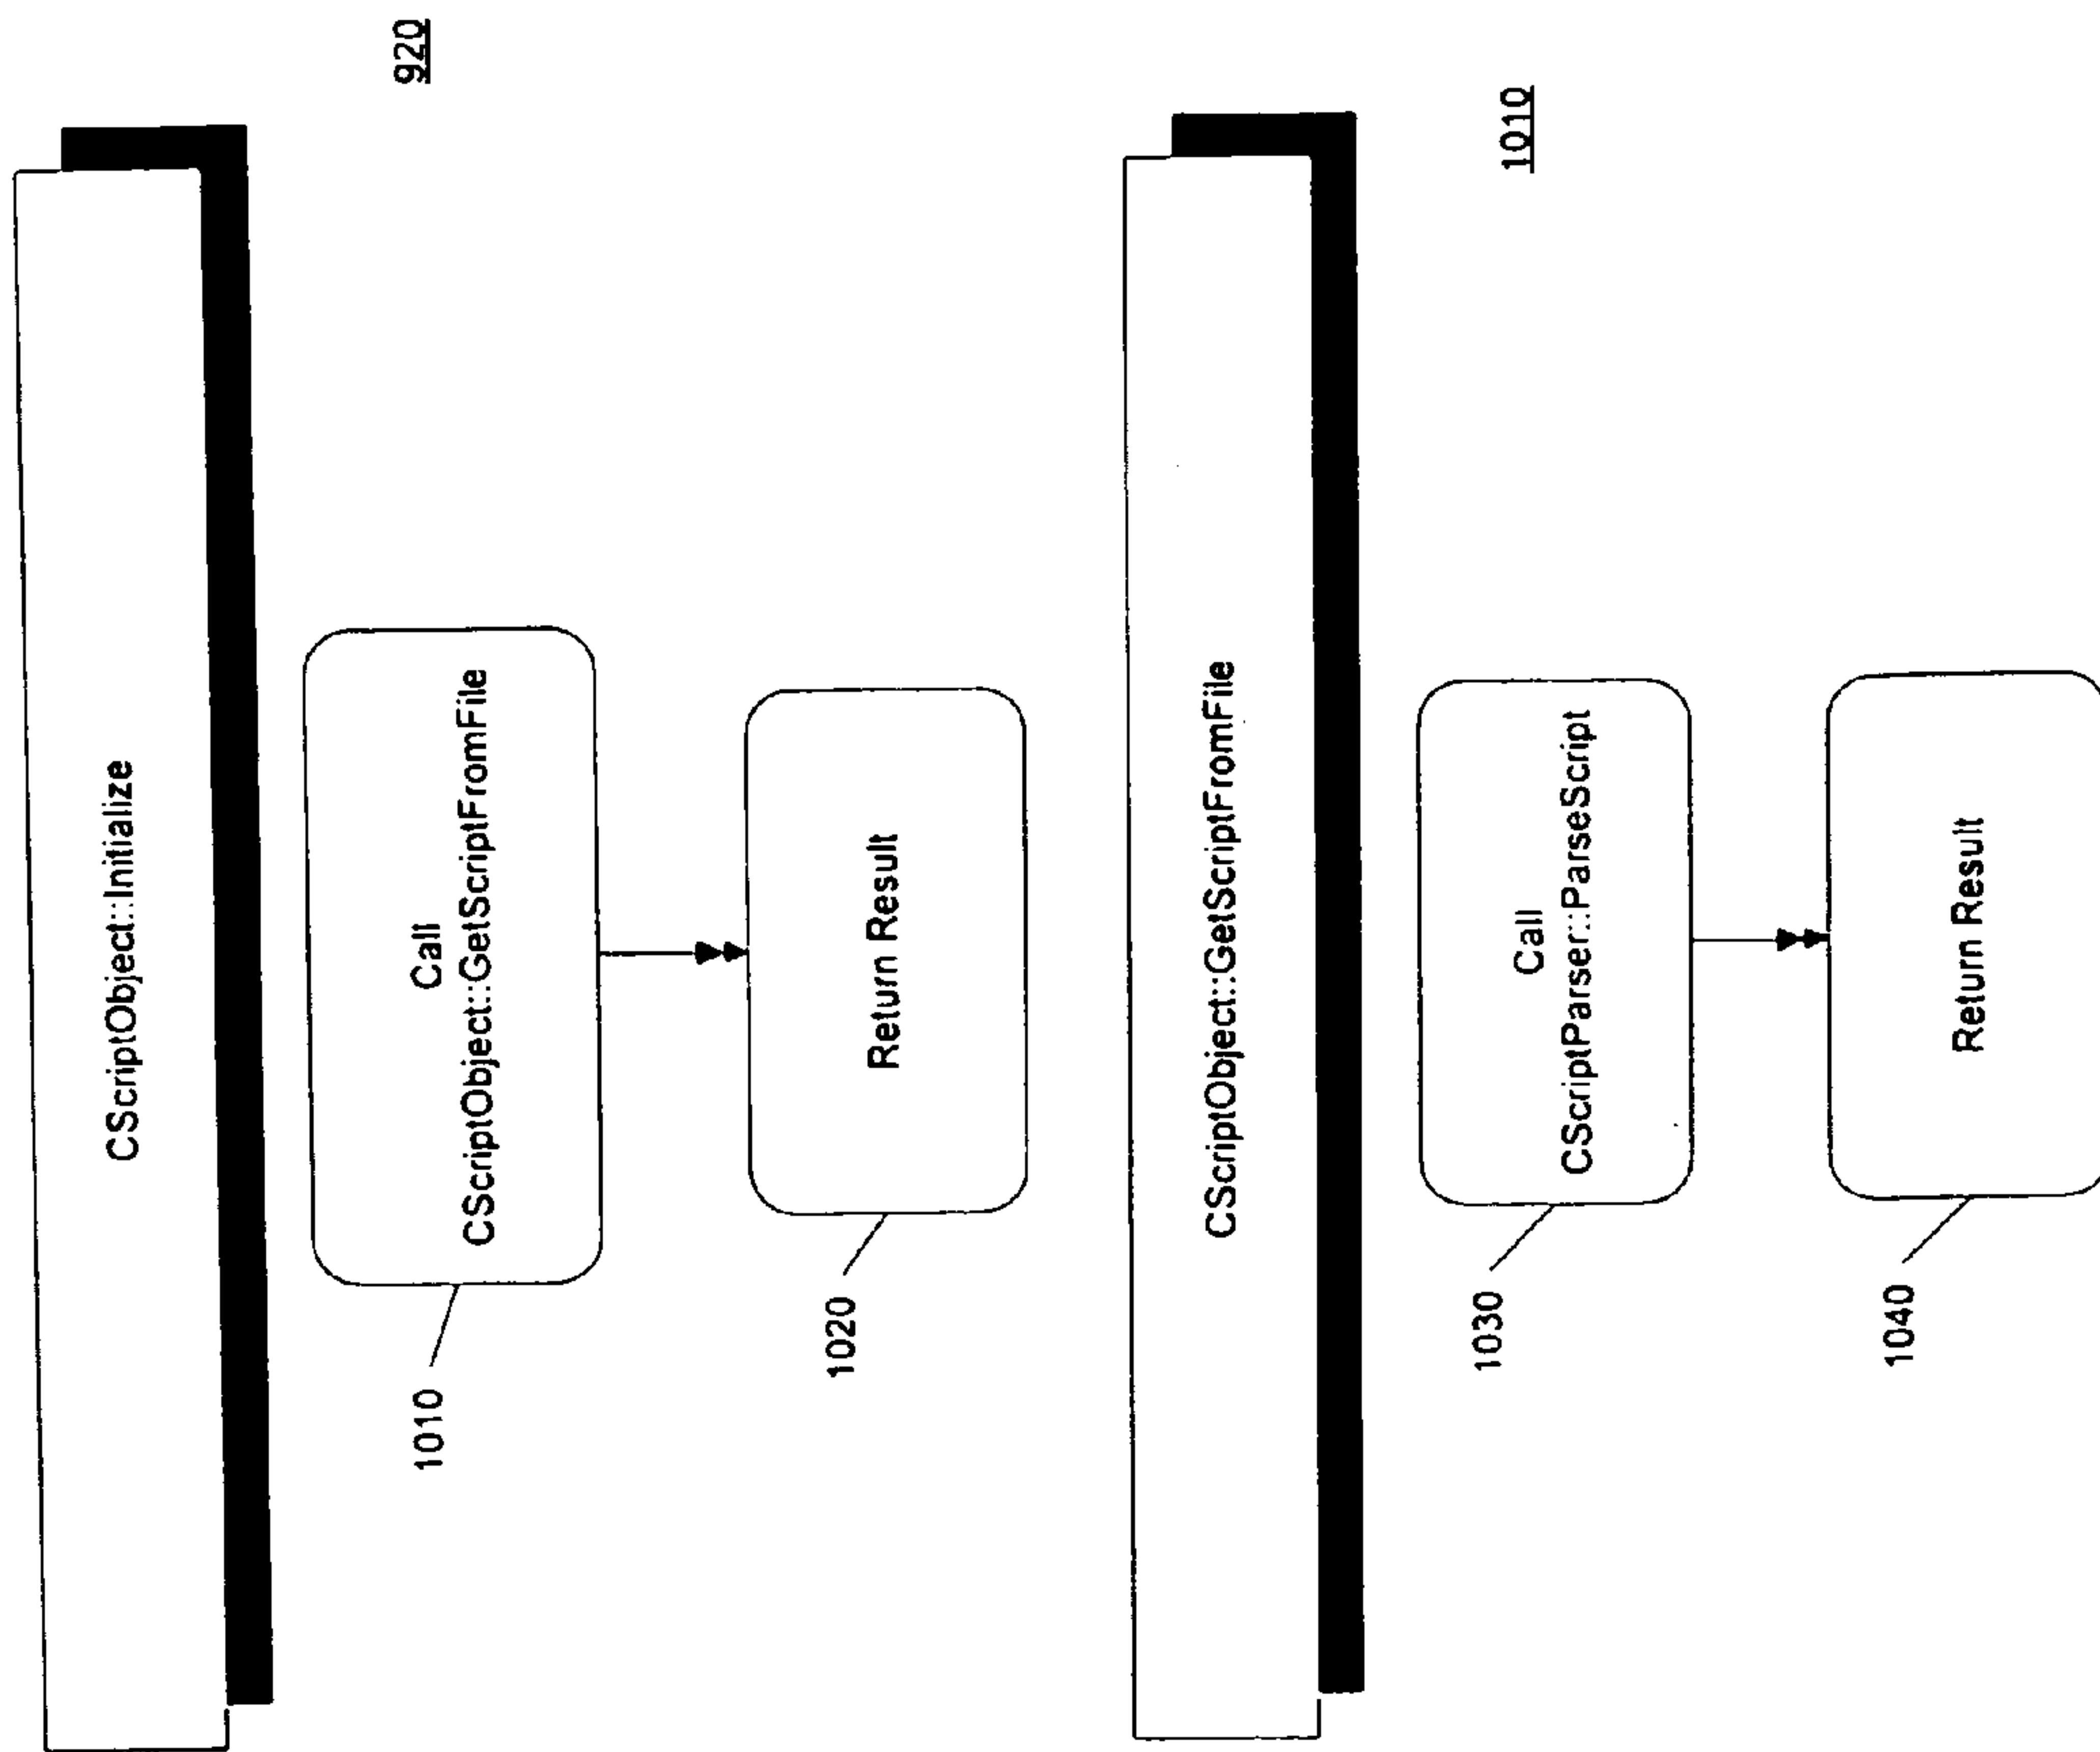 CScriptObject::Initialize
920
Call
CScriptObject::GetScriptFromFile
1010
Return Result
1020
CScriptObject::GetScriptFromFile
1010
Call
CScriptParser::ParseScript
1030
Return Result
1040